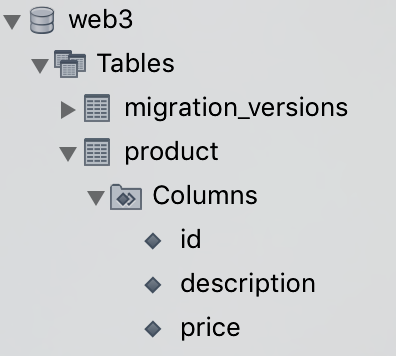 web3
Tables
migration_versions
product
Columns
id
description
price